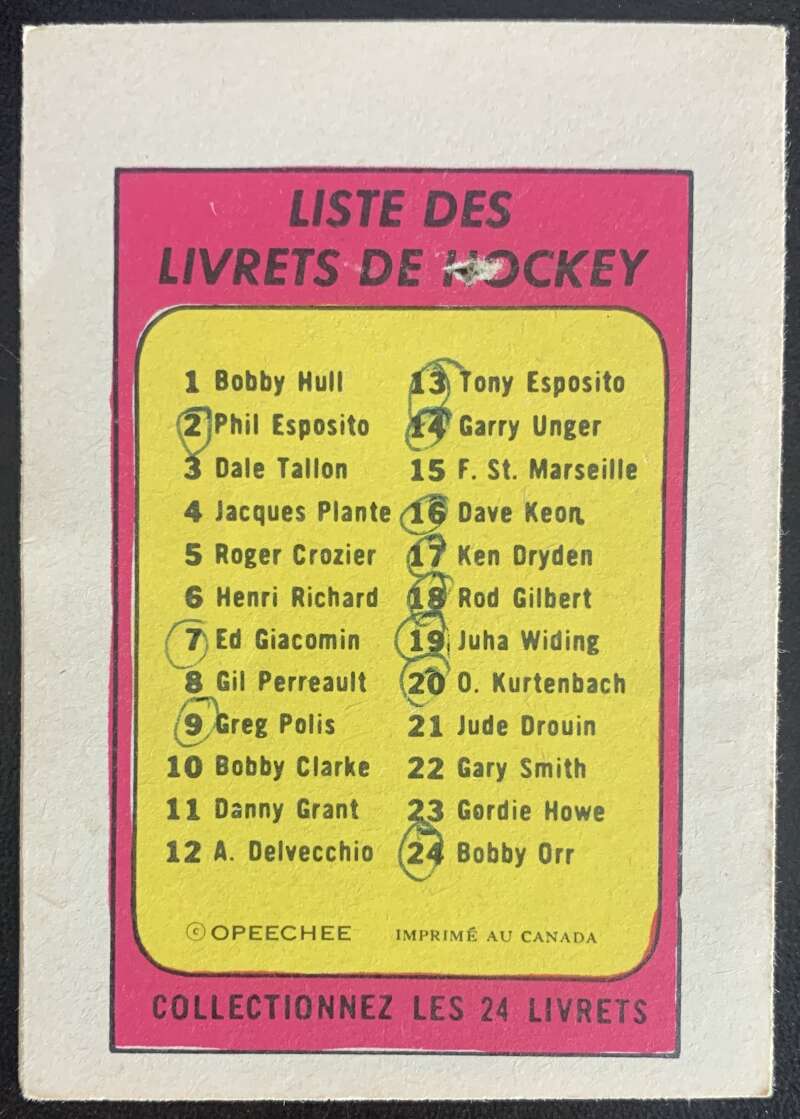 LISTE DES
LIVRETS DE HOCKEY
1 Bobby Hull
2 Phil Esposito
3 Dale Tallon
4 Jacques Plante
5 Roger Crozier
6 Henri Richard
7 Ed Giacomin
8 Gil Perreault
9 Greg Polis
10 Bobby Clarke
11 Danny Grant
12 A. Delvecchio
13 Tony Esposito
14 Garry Unger
15 F. St. Marseille
16 Dave Keon
17 Ken Dryden
18 Rod Gilbert
19 Juha Widing
20 O. Kurtenbach
21 Jude Drouin
22 Gary Smith
23 Gordie Howe
24 Bobby Orr
© OPEECHEE IMPRIMÉ AU CANADA
COLLECTIONNEZ LES 24 LIVRETS